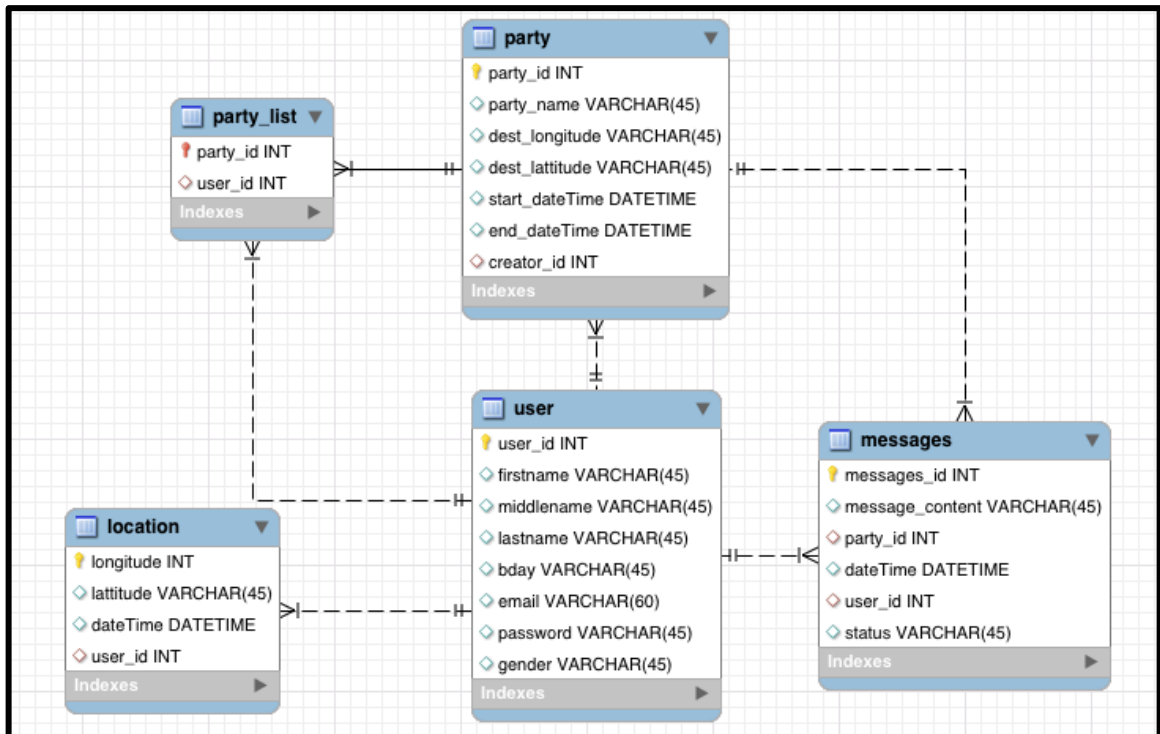 party
party_id INT
party_name VARCHAR(45)
dest_longitude VARCHAR(45)
dest_lattitude VARCHAR(45)
start_dateTime DATETIME
end_dateTime DATETIME
creator_id INT
Indexes
party_list
party_id INT
user_id INT
Indexes
user
user_id INT
firstname VARCHAR(45)
middlename VARCHAR(45)
lastname VARCHAR(45)
bday VARCHAR(45)
email VARCHAR(60)
password VARCHAR(45)
gender VARCHAR(45)
Indexes
messages
messages_id INT
message_content VARCHAR(45)
party_id INT
dateTime DATETIME
user_id INT
status VARCHAR(45)
Indexes
location
longitude INT
lattitude VARCHAR(45)
dateTime DATETIME
user_id INT
Indexes